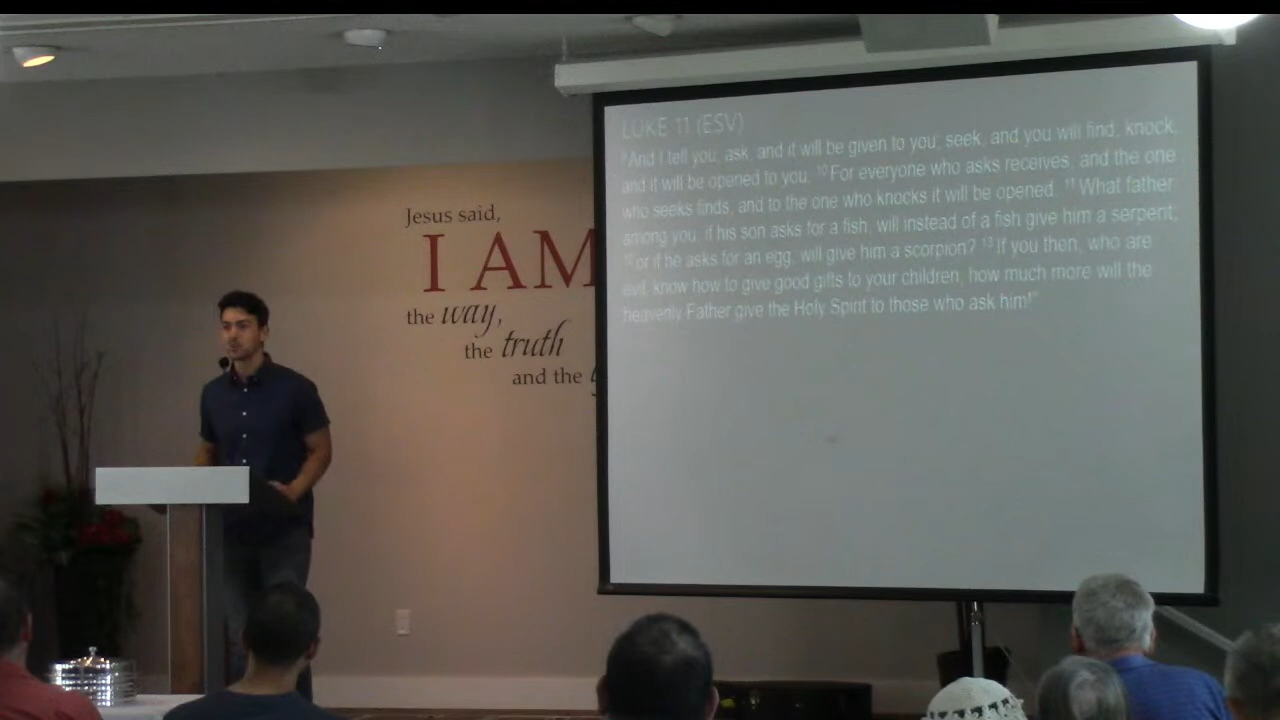 Jesus said,
I AM
the way,
the truth
and the
LUKE 11 (ESV)
⁹And I tell you, ask, and it will be given to you; seek, and you will find; knock,
and it will be opened to you. ¹⁰ For everyone who asks receives, and the one
who seeks finds, and to the one who knocks it will be opened. ¹¹ What father
among you, if his son asks for a fish, will instead of a fish give him a serpent;
¹²or if he asks for an egg, will give him a scorpion? ¹³ If you then, who are
evil, know how to give good gifts to your children, how much more will the
heavenly Father give the Holy Spirit to those who ask him!"